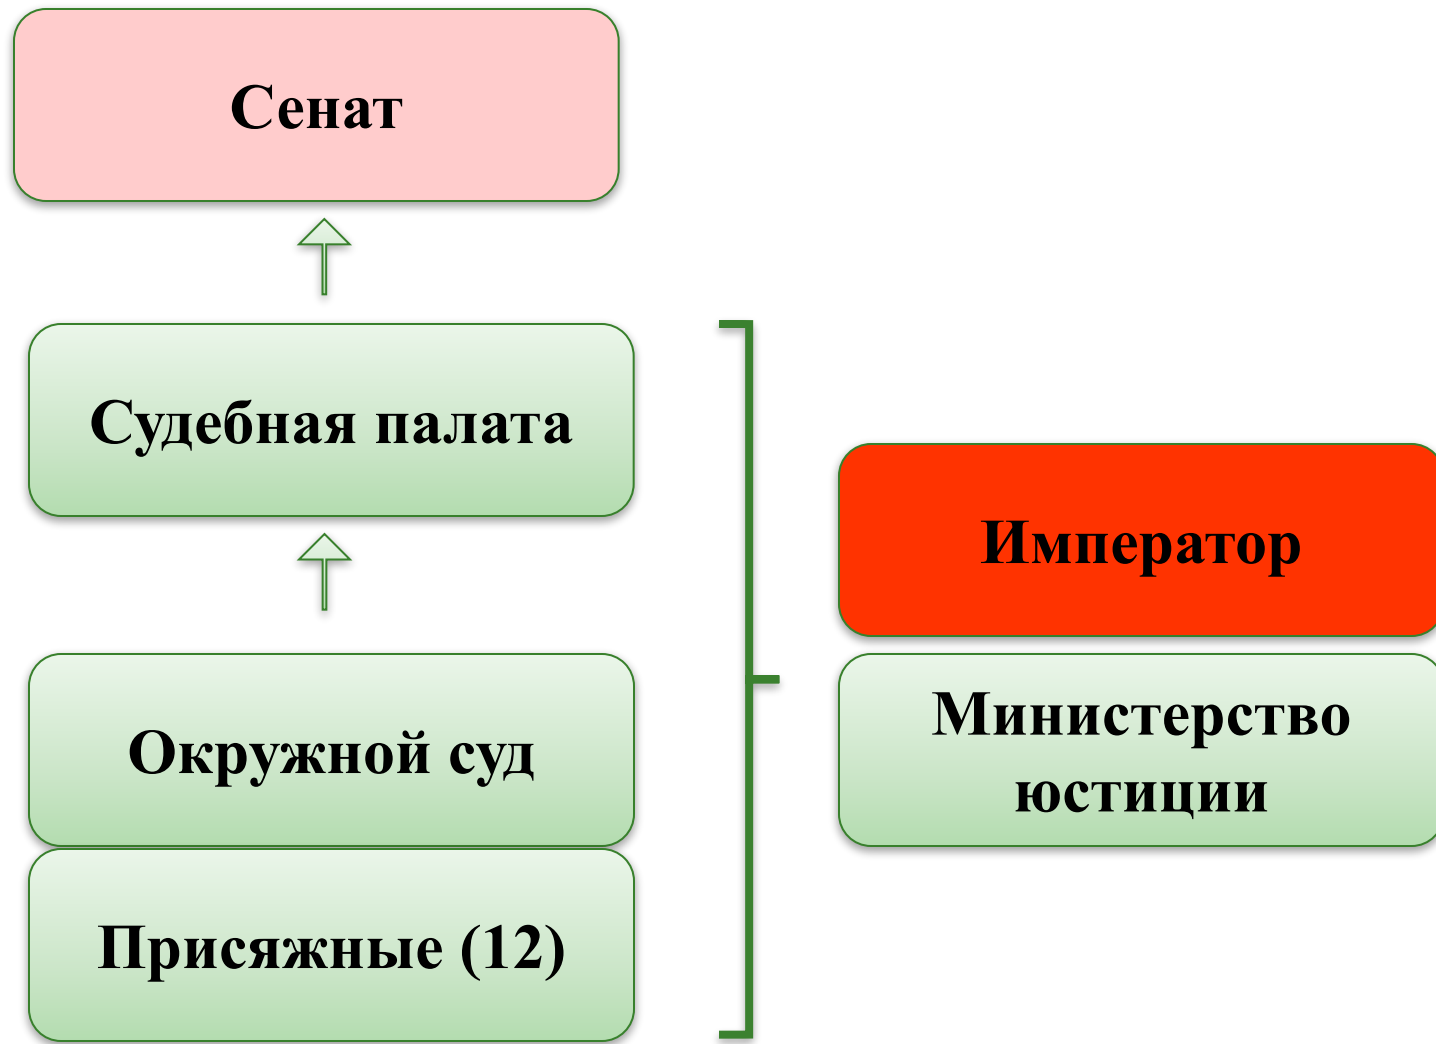 Сенат
Судебная палата
Окружной суд
Присяжные (12)
Император
Министерство
юстиции